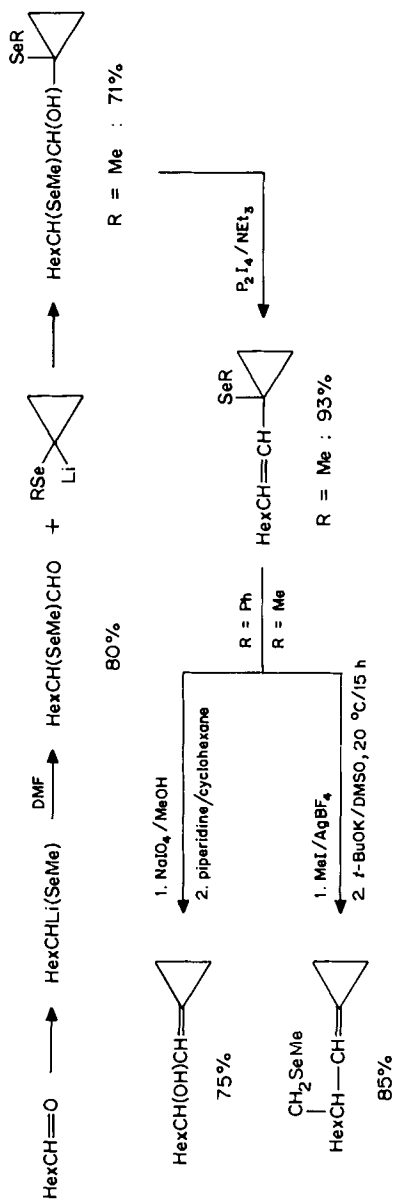 HexCH=O
HexCHLi(SeMe)
DMF
HexCH(SeMe)CHO
80%
+
RSe
Li
SeR
HexCH(SeMe)CH(OH)
R = Me : 71%
P2I4/NEt3
SeR
HexCH=CH
R = Me : 93%
R = Ph
R = Me
1. NaIO4/MeOH
2. piperidine/cyclohexane
HexCH(OH)CH
75%
1. MeI/AgBF4
2. t-BuOK/DMSO, 20 °C/15 h
CH2SeMe
HexCH—CH
85%